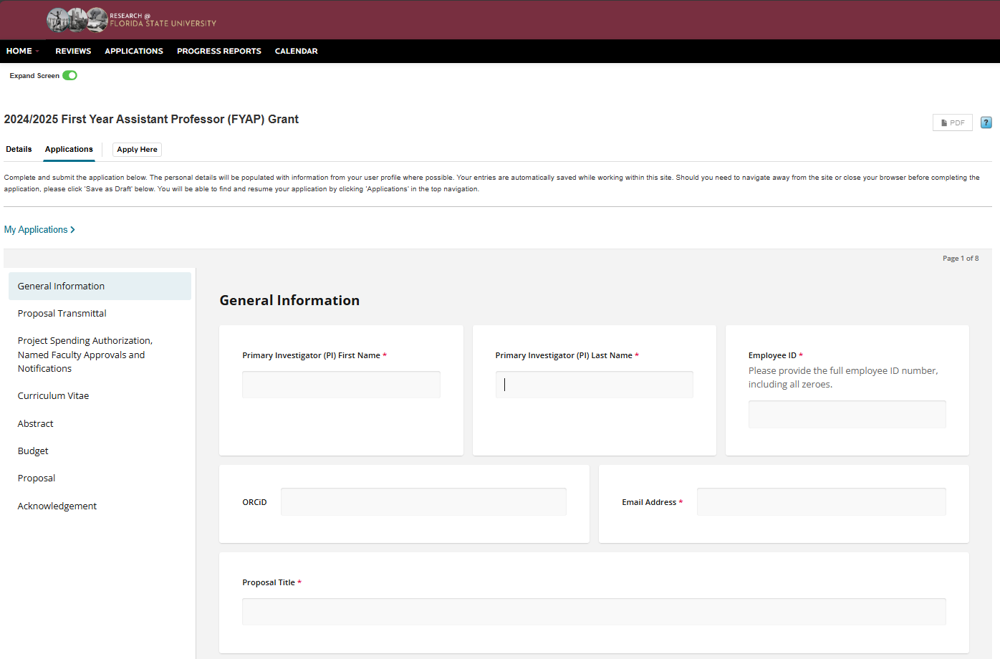 RESEARCH @
FLORIDA STATE UNIVERSITY
HOME REVIEWS APPLICATIONS PROGRESS REPORTS CALENDAR
Expand Screen
2024/2025 First Year Assistant Professor (FYAP) Grant
PDF ?
Details Applications Apply Here
Complete and submit the application below. The personal details will be populated with information from your user profile where possible. Your entries are automatically saved while working within this site. Should you need to navigate away from the site or close your browser before completing the
application, please click 'Save as Draft' below. You will be able to find and resume your application by clicking 'Applications' in the top navigation.
My Applications
Page 1 of 8
General Information
Proposal Transmittal
Project Spending Authorization,
Named Faculty Approvals and
Notifications
Curriculum Vitae
Abstract
Budget
Proposal
Acknowledgement
General Information
Primary Investigator (PI) First Name *
Primary Investigator (PI) Last Name *
Employee ID *
Please provide the full employee ID number,
including all zeroes.
ORCiD
Email Address *
Proposal Title *